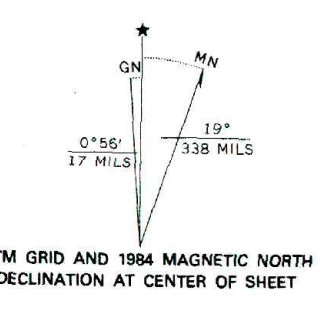 ★
GN
MN
0°56'
17 MILS
19°
338 MILS
TM GRID AND 1984 MAGNETIC NORTH
DECLINATION AT CENTER OF SHEET